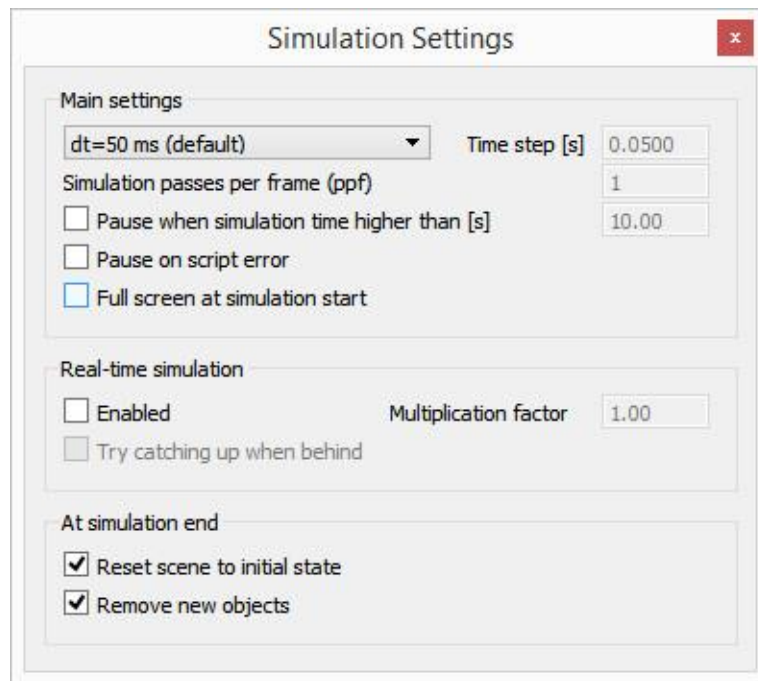 Simulation Settings
x
Main settings
dt=50 ms (default) Time step [s] 0.0500
Simulation passes per frame (ppf) 1
Pause when simulation time higher than [s] 10.00
Pause on script error
Full screen at simulation start
Real-time simulation
Enabled Multiplication factor 1.00
Try catching up when behind
At simulation end
Reset scene to initial state
Remove new objects